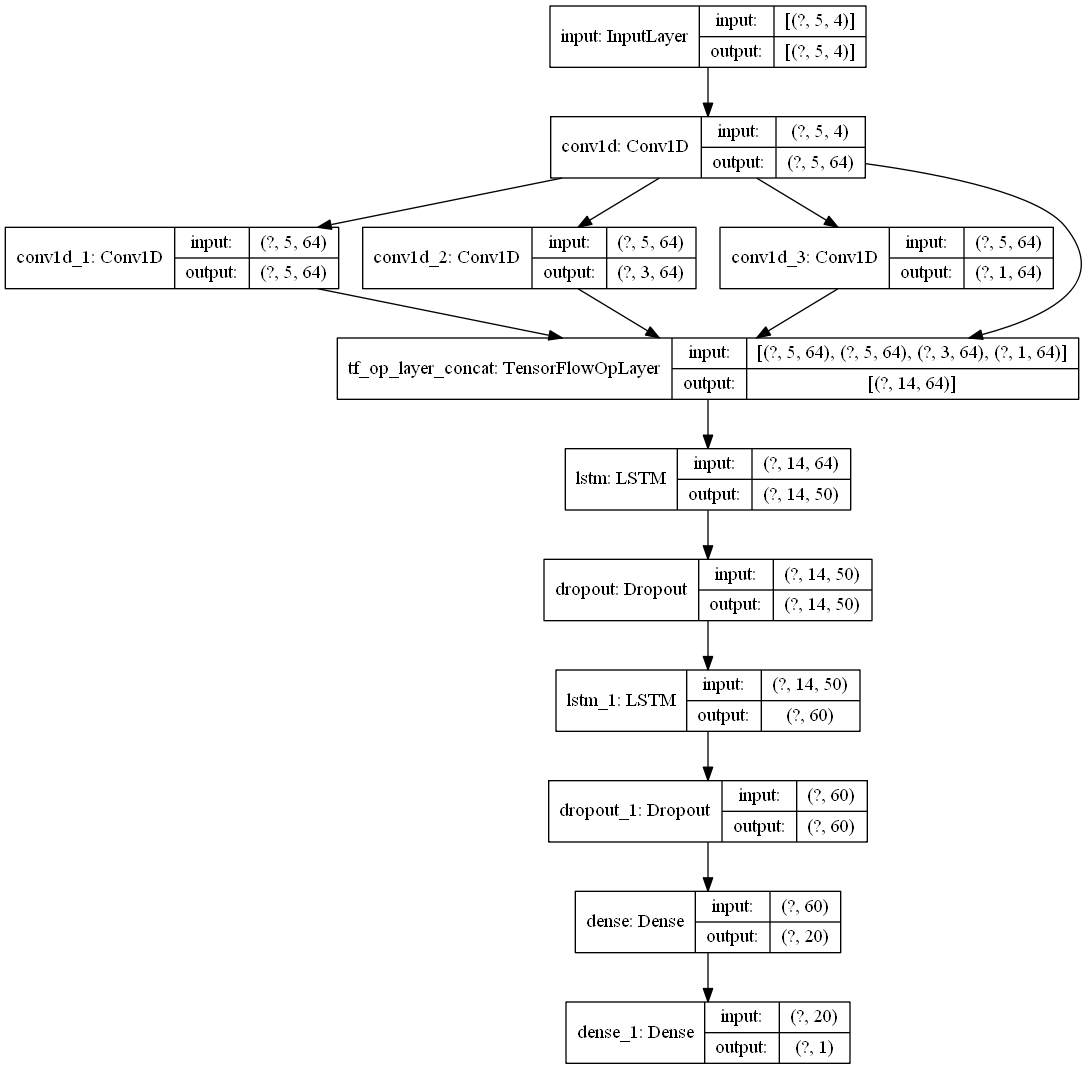 input: InputLayer
input: [(?, 5, 4)]
output: [(?, 5, 4)]
conv1d: Conv1D
input: (?, 5, 4)
output: (?, 5, 64)
conv1d_1: Conv1D
input: (?, 5, 64)
output: (?, 5, 64)
conv1d_2: Conv1D
input: (?, 5, 64)
output: (?, 3, 64)
conv1d_3: Conv1D
input: (?, 5, 64)
output: (?, 1, 64)
tf_op_layer_concat: TensorFlowOpLayer
input: [(?, 5, 64), (?, 5, 64), (?, 3, 64), (?, 1, 64)]
output: [(?, 14, 64)]
lstm: LSTM
input: (?, 14, 64)
output: (?, 14, 50)
dropout: Dropout
input: (?, 14, 50)
output: (?, 14, 50)
lstm_1: LSTM
input: (?, 14, 50)
output: (?, 60)
dropout_1: Dropout
input: (?, 60)
output: (?, 60)
dense: Dense
input: (?, 60)
output: (?, 20)
dense_1: Dense
input: (?, 20)
output: (?, 1)